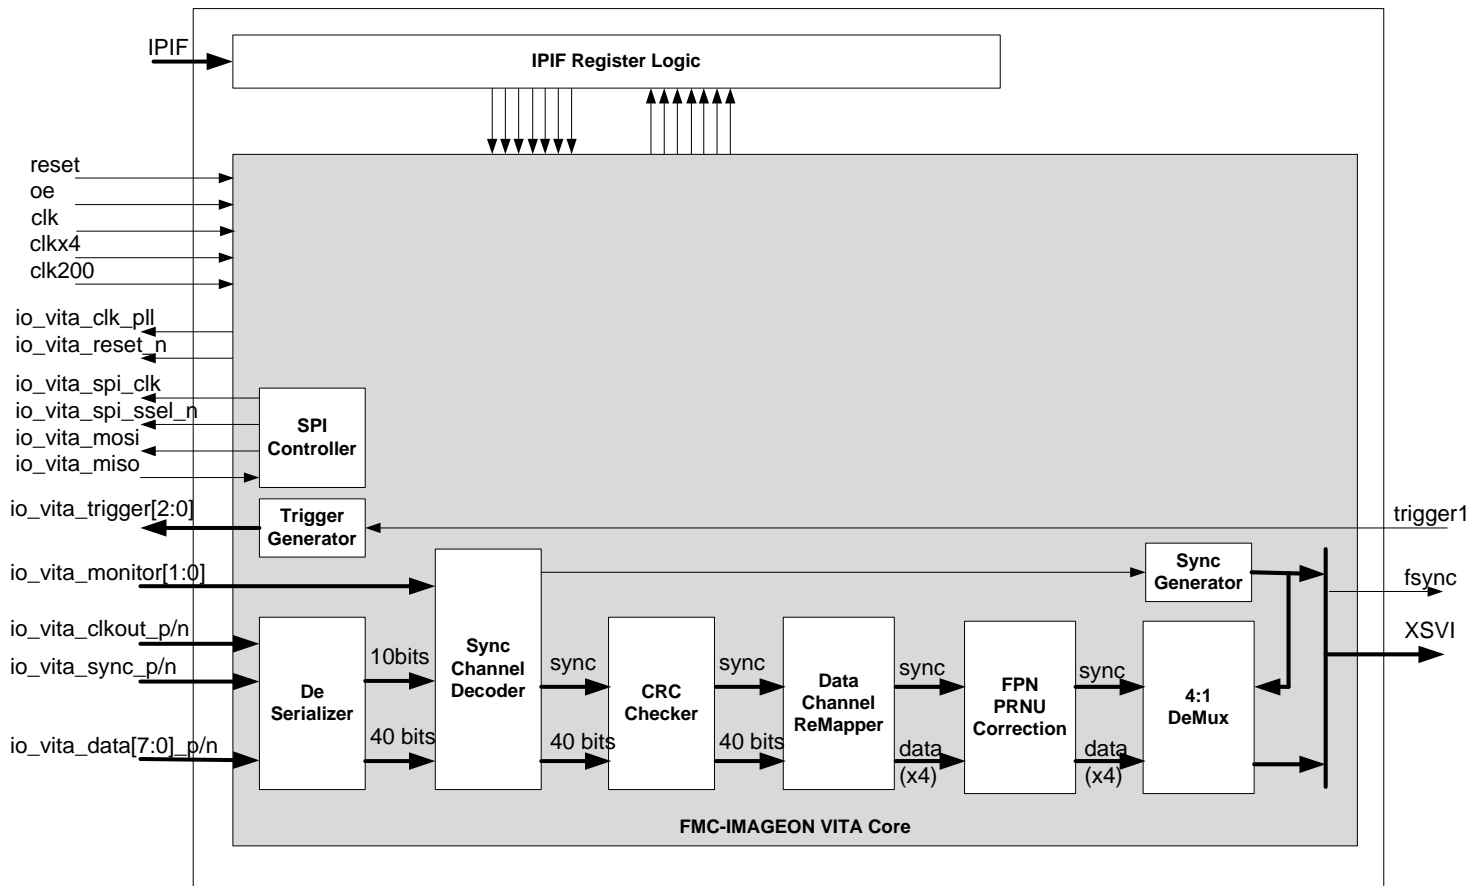 IPIF
IPIF Register Logic
reset
oe
clk
clkx4
clk200
io_vita_clk_pll
io_vita_reset_n
io_vita_spi_clk
io_vita_spi_ssel_n
io_vita_mosi
io_vita_miso
SPI
Controller
io_vita_trigger[2:0]
Trigger
Generator
trigger1
io_vita_monitor[1:0]
Sync
Generator
fsync
io_vita_clkout_p/n
io_vita_sync_p/n
io_vita_data[7:0]_p/n
De
Serializer
10bits
40 bits
Sync
Channel
Decoder
sync
40 bits
CRC
Checker
sync
40 bits
Data
Channel
ReMapper
sync
data
(x4)
FPN
PRNU
Correction
sync
data
(x4)
4:1
DeMux
XSVI
FMC-IMAGEON VITA Core